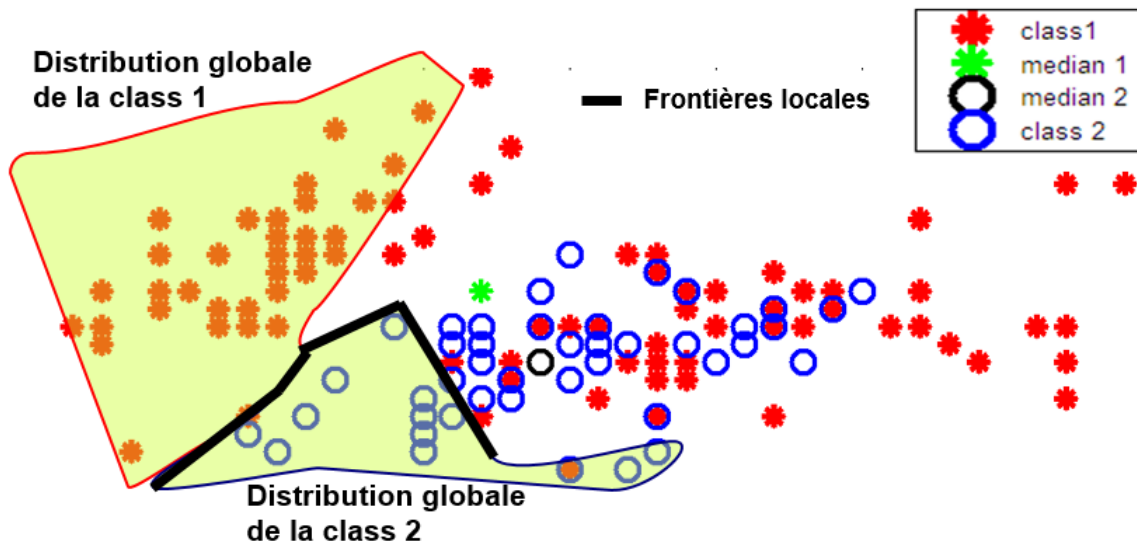 Distribution globale
de la class 1
Frontières locales
class1
median 1
median 2
class 2
Distribution globale
de la class 2